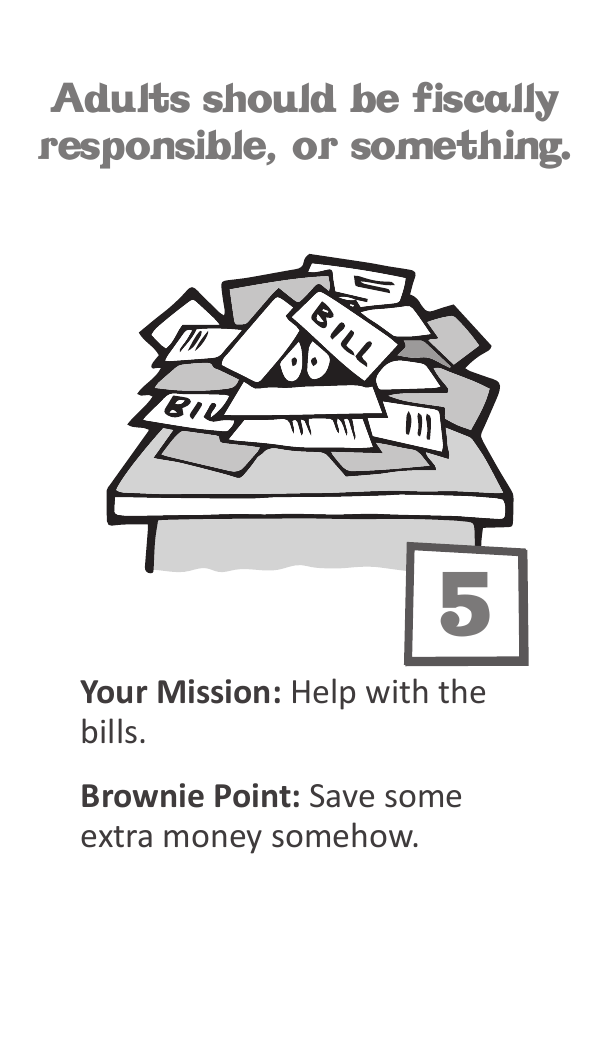 Adults should be fiscally
responsible, or something.
BILL
BIL
5
Your Mission: Help with the
bills.
Brownie Point: Save some
extra money somehow.